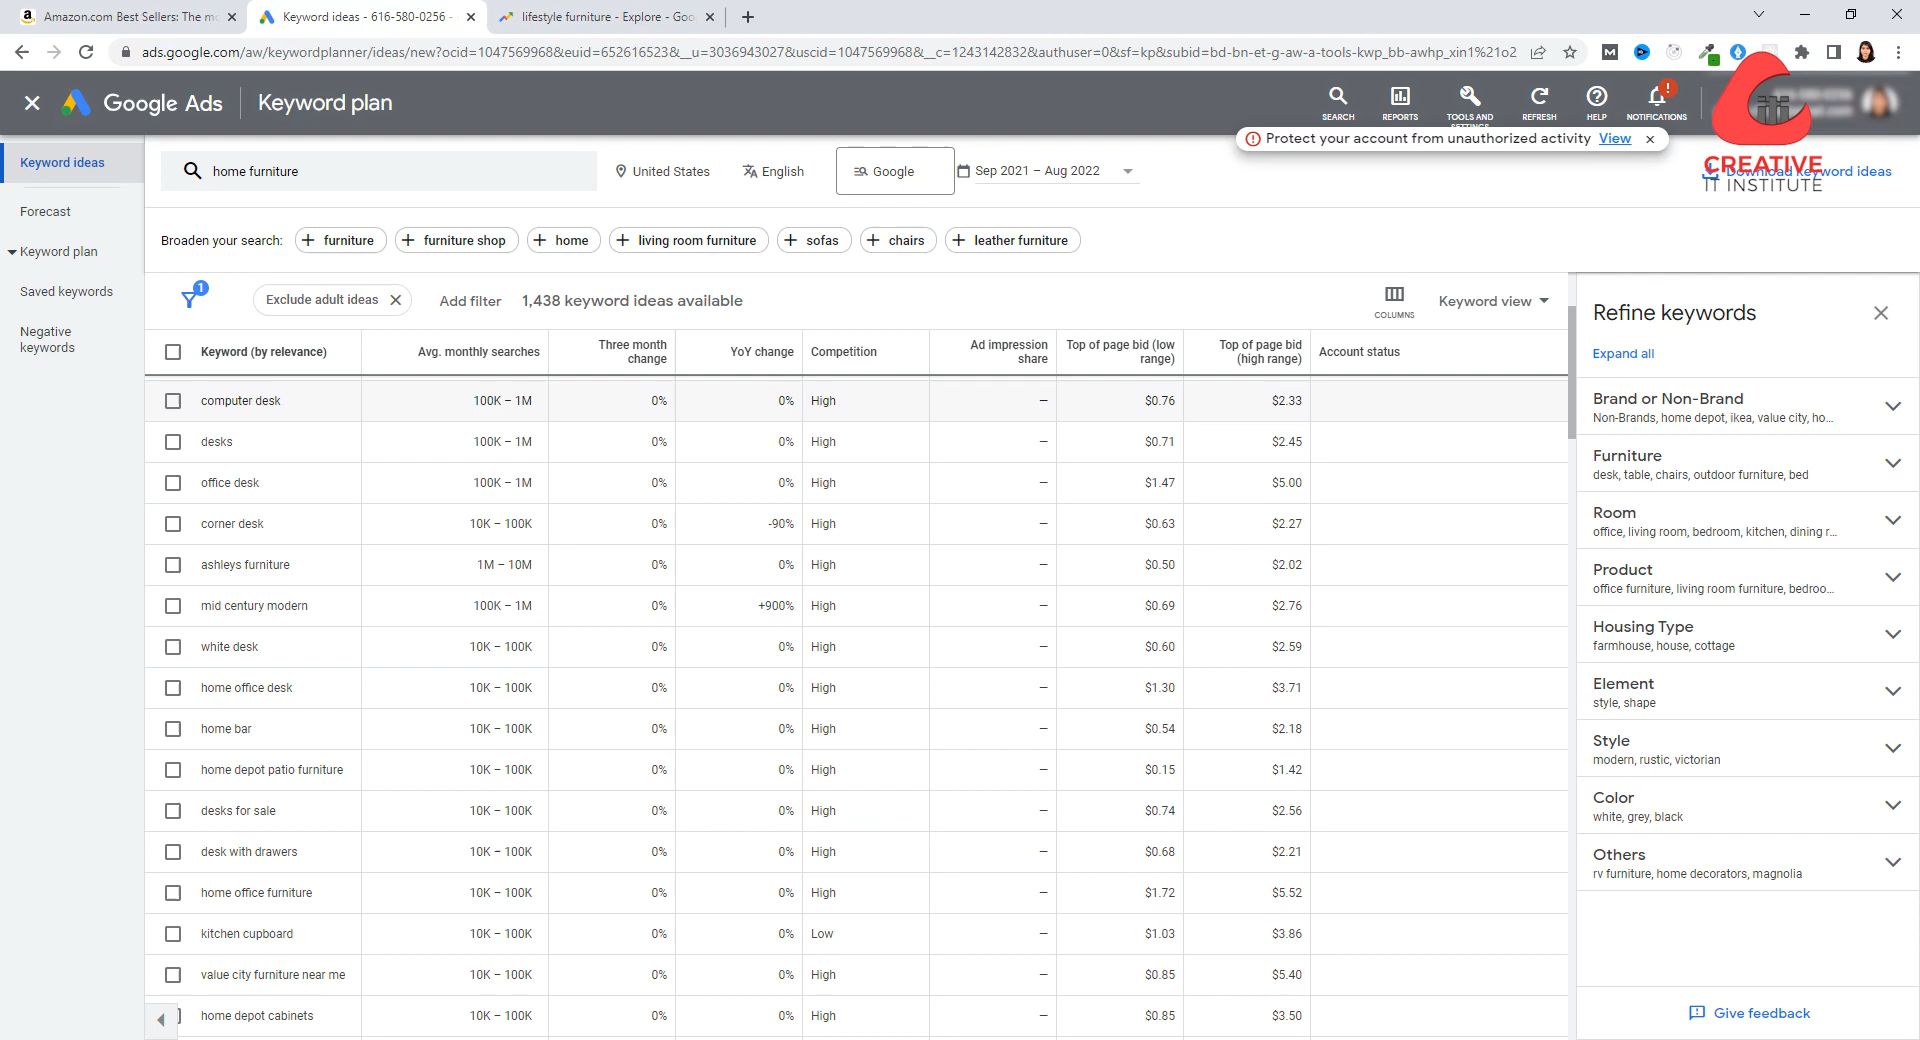 Amazon.com Best Sellers: The mo
Keyword ideas - 616-580-0256 -
lifestyle furniture - Explore - Goo
ads.google.com/aw/keywordplanner/ideas/new?ocid=1047569968&euid=652616523&__u=3036943027&uscid=1047569968&__c=1243142832&authuser=0&sf=kp&subid=bd-bn-et-g-aw-a-tools-kwp_bb-awhp_xin1%21o2
Google Ads
Keyword plan
SEARCH
REPORTS
TOOLS AND SETTINGS
REFRESH
HELP
NOTIFICATIONS
Protect your account from unauthorized activity View
iti
CREATIVE
IT INSTITUTE
Download keyword ideas
Keyword ideas
Forecast
Keyword plan
Saved keywords
Negative
keywords
home furniture
United States
English
Google
Sep 2021 – Aug 2022
Broaden your search: furniture furniture shop home living room furniture sofas chairs leather furniture
1
Exclude adult ideas
Add filter
1,438 keyword ideas available
COLUMNS
Keyword view
Keyword (by relevance) Avg. monthly searches Three month change YoY change Competition Ad impression share Top of page bid (low range) Top of page bid (high range) Account status
computer desk 100K – 1M 0% 0% High – $0.76 $2.33
desks 100K – 1M 0% 0% High – $0.71 $2.45
office desk 100K – 1M 0% 0% High – $1.47 $5.00
corner desk 10K – 100K 0% -90% High – $0.63 $2.27
ashleys furniture 1M – 10M 0% 0% High – $0.50 $2.02
mid century modern 100K – 1M 0% +900% High – $0.69 $2.76
white desk 10K – 100K 0% 0% High – $0.60 $2.59
home office desk 10K – 100K 0% 0% High – $1.30 $3.71
home bar 10K – 100K 0% 0% High – $0.54 $2.18
home depot patio furniture 10K – 100K 0% 0% High – $0.15 $1.42
desks for sale 10K – 100K 0% 0% High – $0.74 $2.56
desk with drawers 10K – 100K 0% 0% High – $0.68 $2.21
home office furniture 10K – 100K 0% 0% High – $1.72 $5.52
kitchen cupboard 10K – 100K 0% 0% Low – $1.03 $3.86
value city furniture near me 10K – 100K 0% 0% High – $0.85 $5.40
home depot cabinets 10K – 100K 0% 0% High – $0.85 $3.50
Refine keywords
Expand all
Brand or Non-Brand
Non-Brands, home depot, ikea, value city, ho...
Furniture
desk, table, chairs, outdoor furniture, bed
Room
office, living room, bedroom, kitchen, dining r...
Product
office furniture, living room furniture, bedroo...
Housing Type
farmhouse, house, cottage
Element
style, shape
Style
modern, rustic, victorian
Color
white, grey, black
Others
rv furniture, home decorators, magnolia
Give feedback